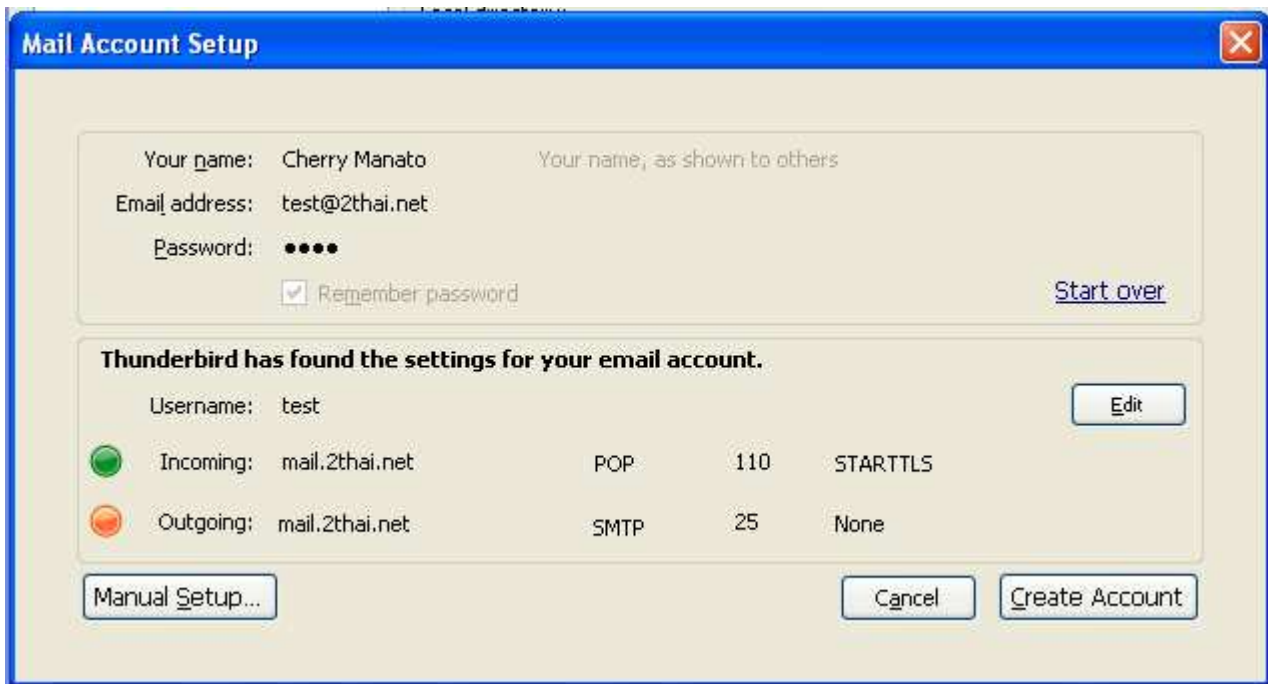 Mail Account Setup
Your name: Cherry Manato Your name, as shown to others
Email address: test@2thai.net
Password: ●●●●
Remember password Start over
Thunderbird has found the settings for your email account.
Username: test Edit
Incoming: mail.2thai.net POP 110 STARTTLS
Outgoing: mail.2thai.net SMTP 25 None
Manual Setup... Cancel Create Account